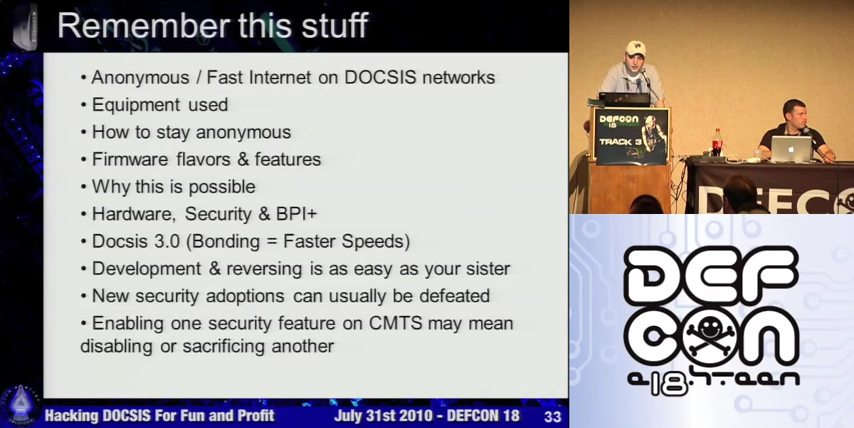 Remember this stuff
• Anonymous / Fast Internet on DOCSIS networks
• Equipment used
• How to stay anonymous
• Firmware flavors & features
• Why this is possible
• Hardware, Security & BPI+
• Docsis 3.0 (Bonding = Faster Speeds)
• Development & reversing is as easy as your sister
• New security adoptions can usually be defeated
• Enabling one security feature on CMTS may mean
disabling or sacrificing another
Hacking DOCSIS For Fun and Profit July 31st 2010 - DEFCON 18 33
DEFCON
18
TRACK 3
DEFCO
DEF
CON
e18h-teen